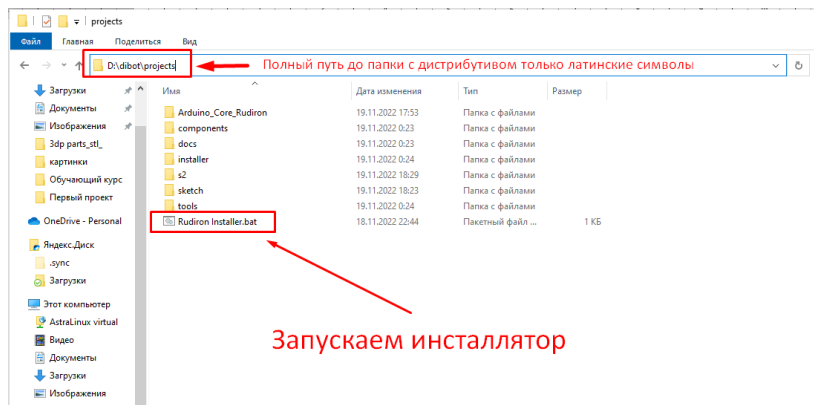 projects
Файл Главная Поделиться Вид
D:\dibot\projects
Полный путь до папки с дистрибутивом только латинские символы
Загрузки
Документы
Изображения
3dp parts_stl_
картинки
Обучающий курс
Первый проект
OneDrive - Personal
Яндекс.Диск
.sync
Загрузки
Этот компьютер
AstraLinux virtual
Видео
Документы
Загрузки
Изображения
Имя Дата изменения Тип Размер
Arduino_Core_Rudiron 19.11.2022 17:53 Папка с файлами
components 19.11.2022 0:23 Папка с файлами
docs 19.11.2022 0:23 Папка с файлами
installer 19.11.2022 0:24 Папка с файлами
s2 19.11.2022 18:29 Папка с файлами
sketch 19.11.2022 18:23 Папка с файлами
tools 19.11.2022 0:24 Папка с файлами
Rudiron Installer.bat 18.11.2022 22:44 Пакетный файл ... 1 КБ
Запускаем инсталлятор